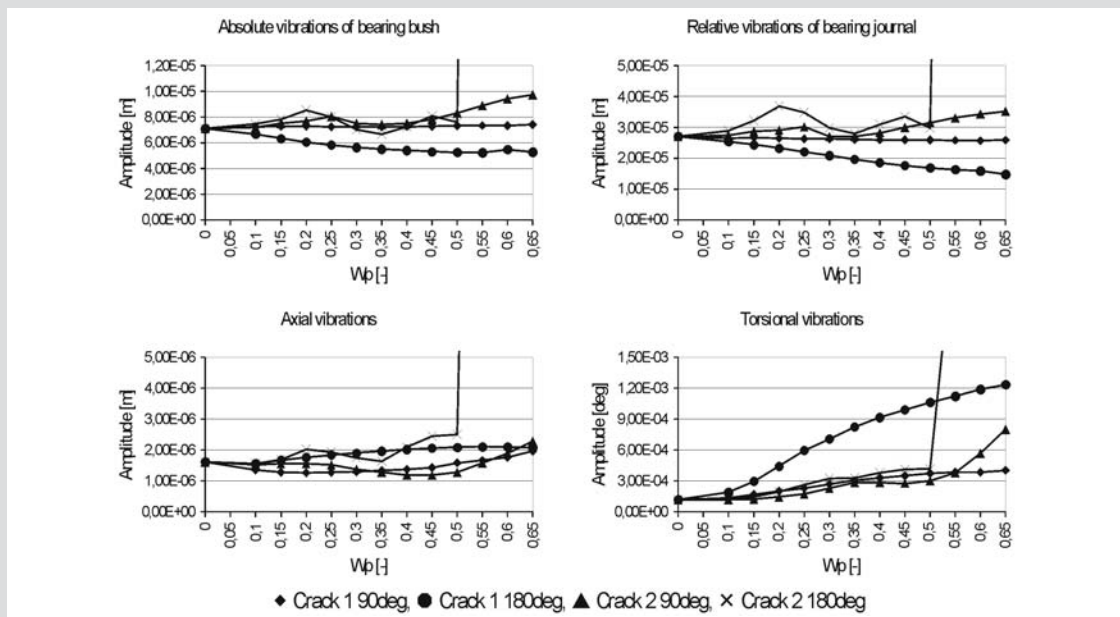 Absolute vibrations of bearing bush
Amplitude [m]
1,20E-05
1,00E-05
8,00E-06
6,00E-06
4,00E-06
2,00E-06
0,00E+00
0 0,05 0,1 0,15 0,2 0,25 0,3 0,35 0,4 0,45 0,5 0,55 0,6 0,65
Wp [-]
Relative vibrations of bearing journal
Amplitude [m]
5,00E-05
4,00E-05
3,00E-05
2,00E-05
1,00E-05
0,00E+00
0 0,05 0,1 0,15 0,2 0,25 0,3 0,35 0,4 0,45 0,5 0,55 0,6 0,65
Wp [-]
Axial vibrations
Amplitude [m]
5,00E-06
4,00E-06
3,00E-06
2,00E-06
1,00E-06
0,00E+00
0 0,05 0,1 0,15 0,2 0,25 0,3 0,35 0,4 0,45 0,5 0,55 0,6 0,65
Wp [-]
Torsional vibrations
Amplitude [deg]
1,50E-03
1,20E-03
9,00E-04
6,00E-04
3,00E-04
0,00E+00
0 0,05 0,1 0,15 0,2 0,25 0,3 0,35 0,4 0,45 0,5 0,55 0,6 0,65
Wp [-]
Crack 1 90deg, Crack 1 180deg, Crack 2 90deg, Crack 2 180deg